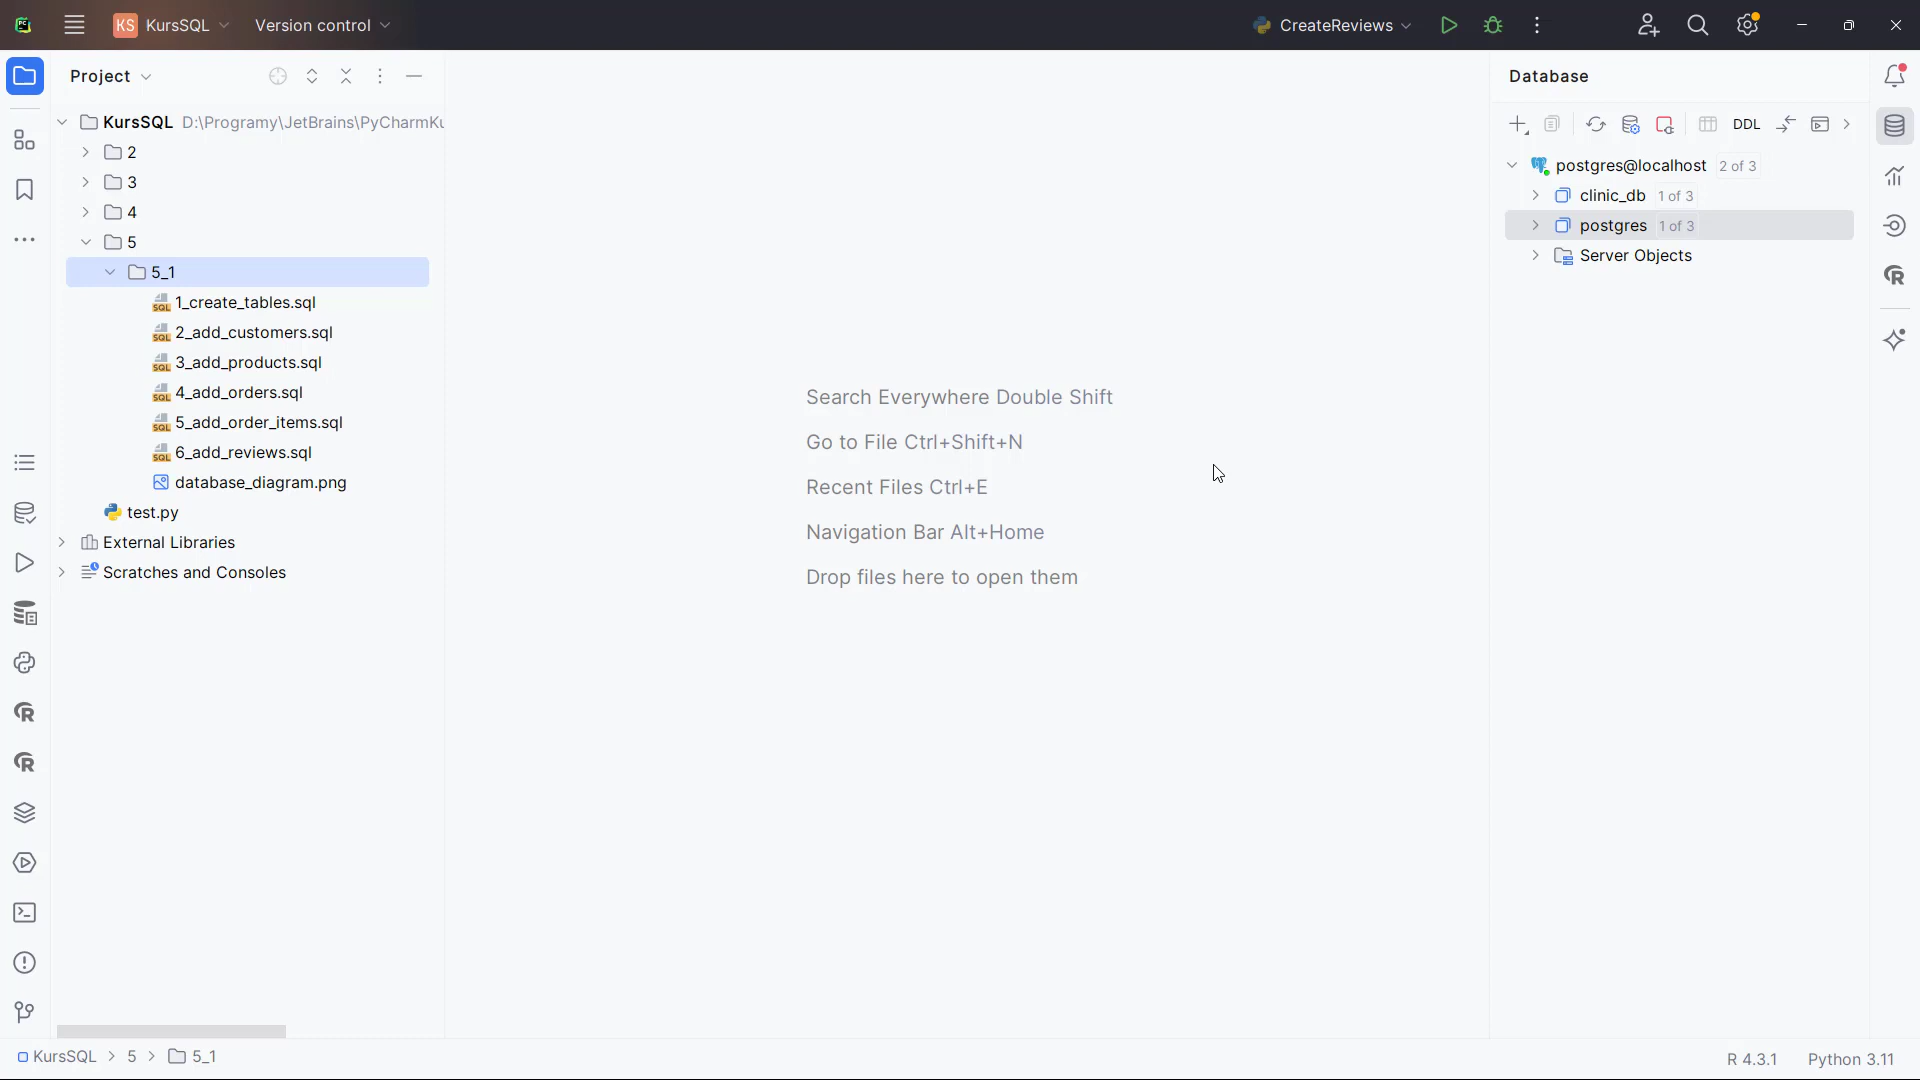 KS KursSQL Version control CreateReviews
Project
KursSQL D:\Programy\JetBrains\PyCharmKu
2
3
4
5
5_1
1_create_tables.sql
2_add_customers.sql
3_add_products.sql
4_add_orders.sql
5_add_order_items.sql
6_add_reviews.sql
database_diagram.png
test.py
External Libraries
Scratches and Consoles
Search Everywhere Double Shift
Go to File Ctrl+Shift+N
Recent Files Ctrl+E
Navigation Bar Alt+Home
Drop files here to open them
Database
DDL
postgres@localhost 2 of 3
clinic_db 1 of 3
postgres 1 of 3
Server Objects
KursSQL > 5 > 5_1
R 4.3.1 Python 3.11